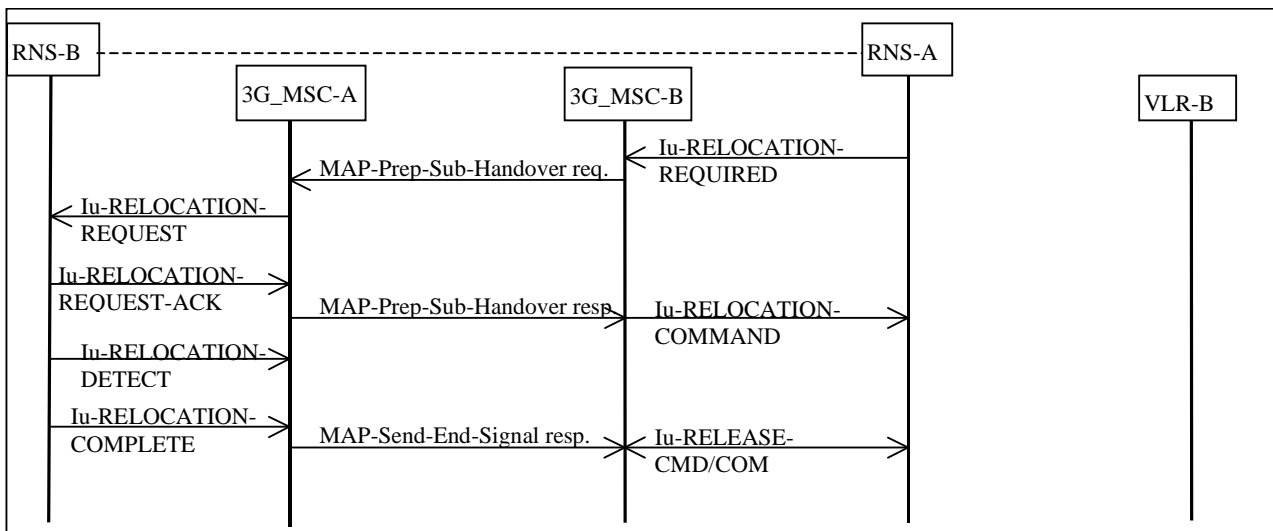 RNS-B
RNS-A
3G_MSC-A
3G_MSC-B
VLR-B
Iu-RELOCATION-
REQUIRED
MAP-Prep-Sub-Handover req.
Iu-RELOCATION-
REQUEST
Iu-RELOCATION-
REQUEST-ACK
MAP-Prep-Sub-Handover resp.
Iu-RELOCATION-
COMMAND
Iu-RELOCATION-
DETECT
Iu-RELOCATION-
COMPLETE
MAP-Send-End-Signal resp.
Iu-RELEASE-
CMD/COM